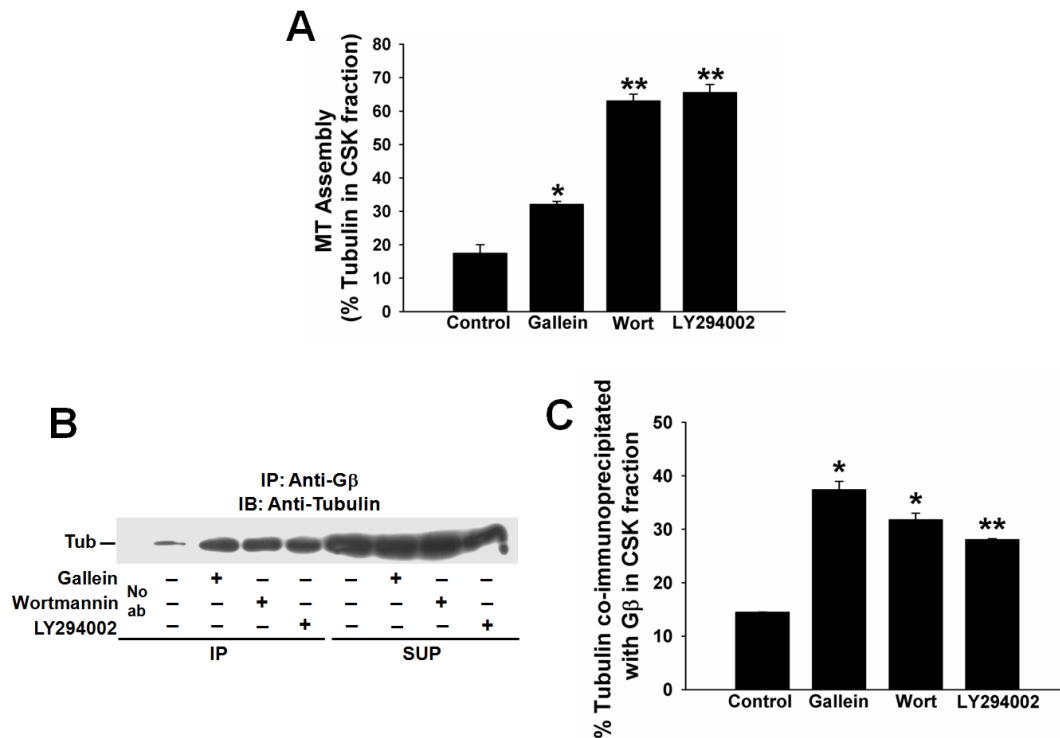 A
MT Assembly
(% Tubulin in CSK fraction)
80
70
60
50
40
30
20
10
0
*
**
**
Control Gallein Wort LY294002
B
IP: Anti-Gβ
IB: Anti-Tubulin
Tub
Gallein – + – – – + – –
Wortmannin – – + – – – + –
LY294002 – – – + – – – +
No
ab
IP SUP
C
% Tubulin co-immunoprecipitated
with Gβ in CSK fraction
50
40
30
20
10
0
*
*
**
Control Gallein Wort LY294002